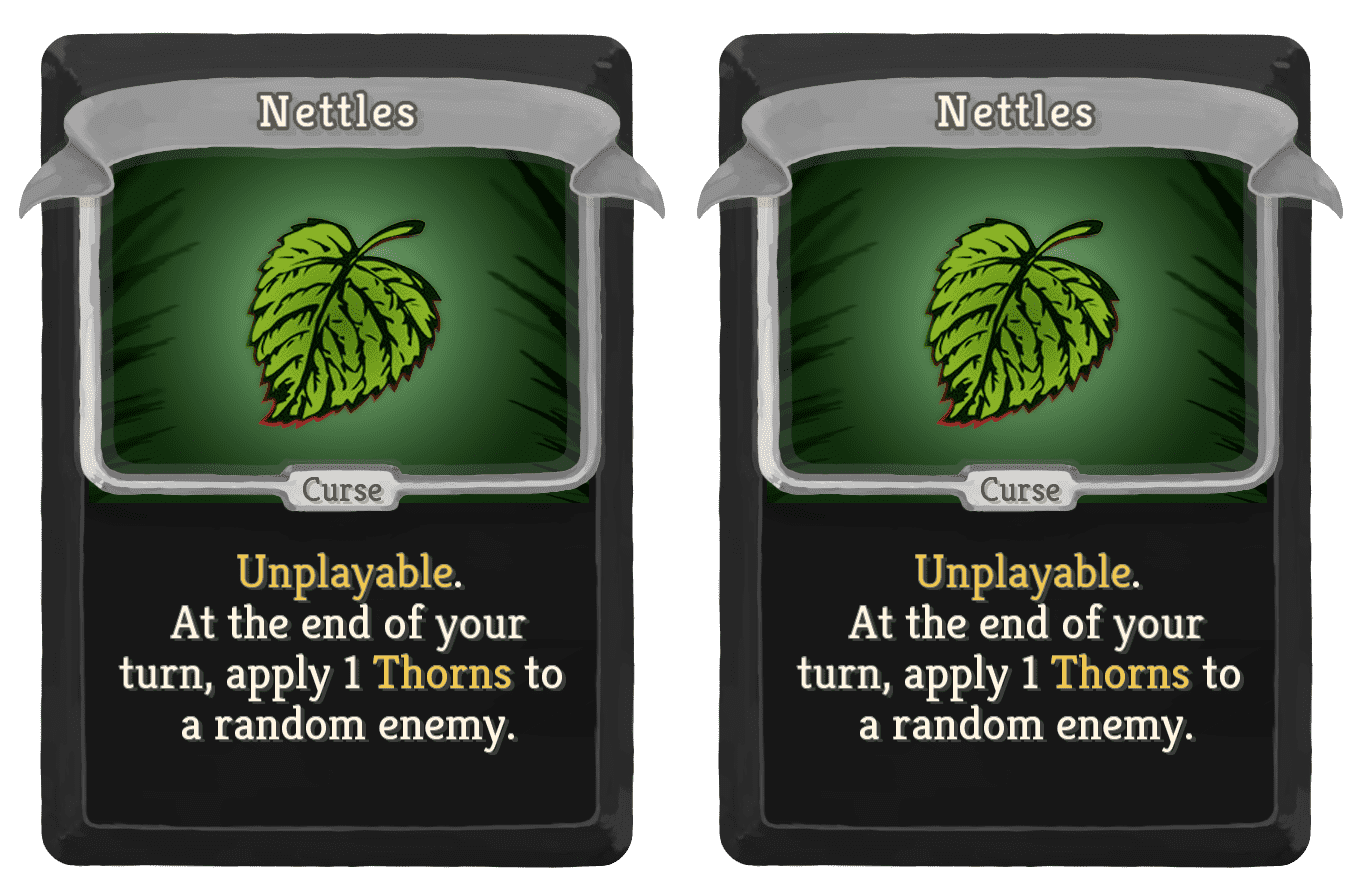 Nettles
Curse
Unplayable.
At the end of your
turn, apply 1 Thorns to
a random enemy.
Nettles
Curse
Unplayable.
At the end of your
turn, apply 1 Thorns to
a random enemy.